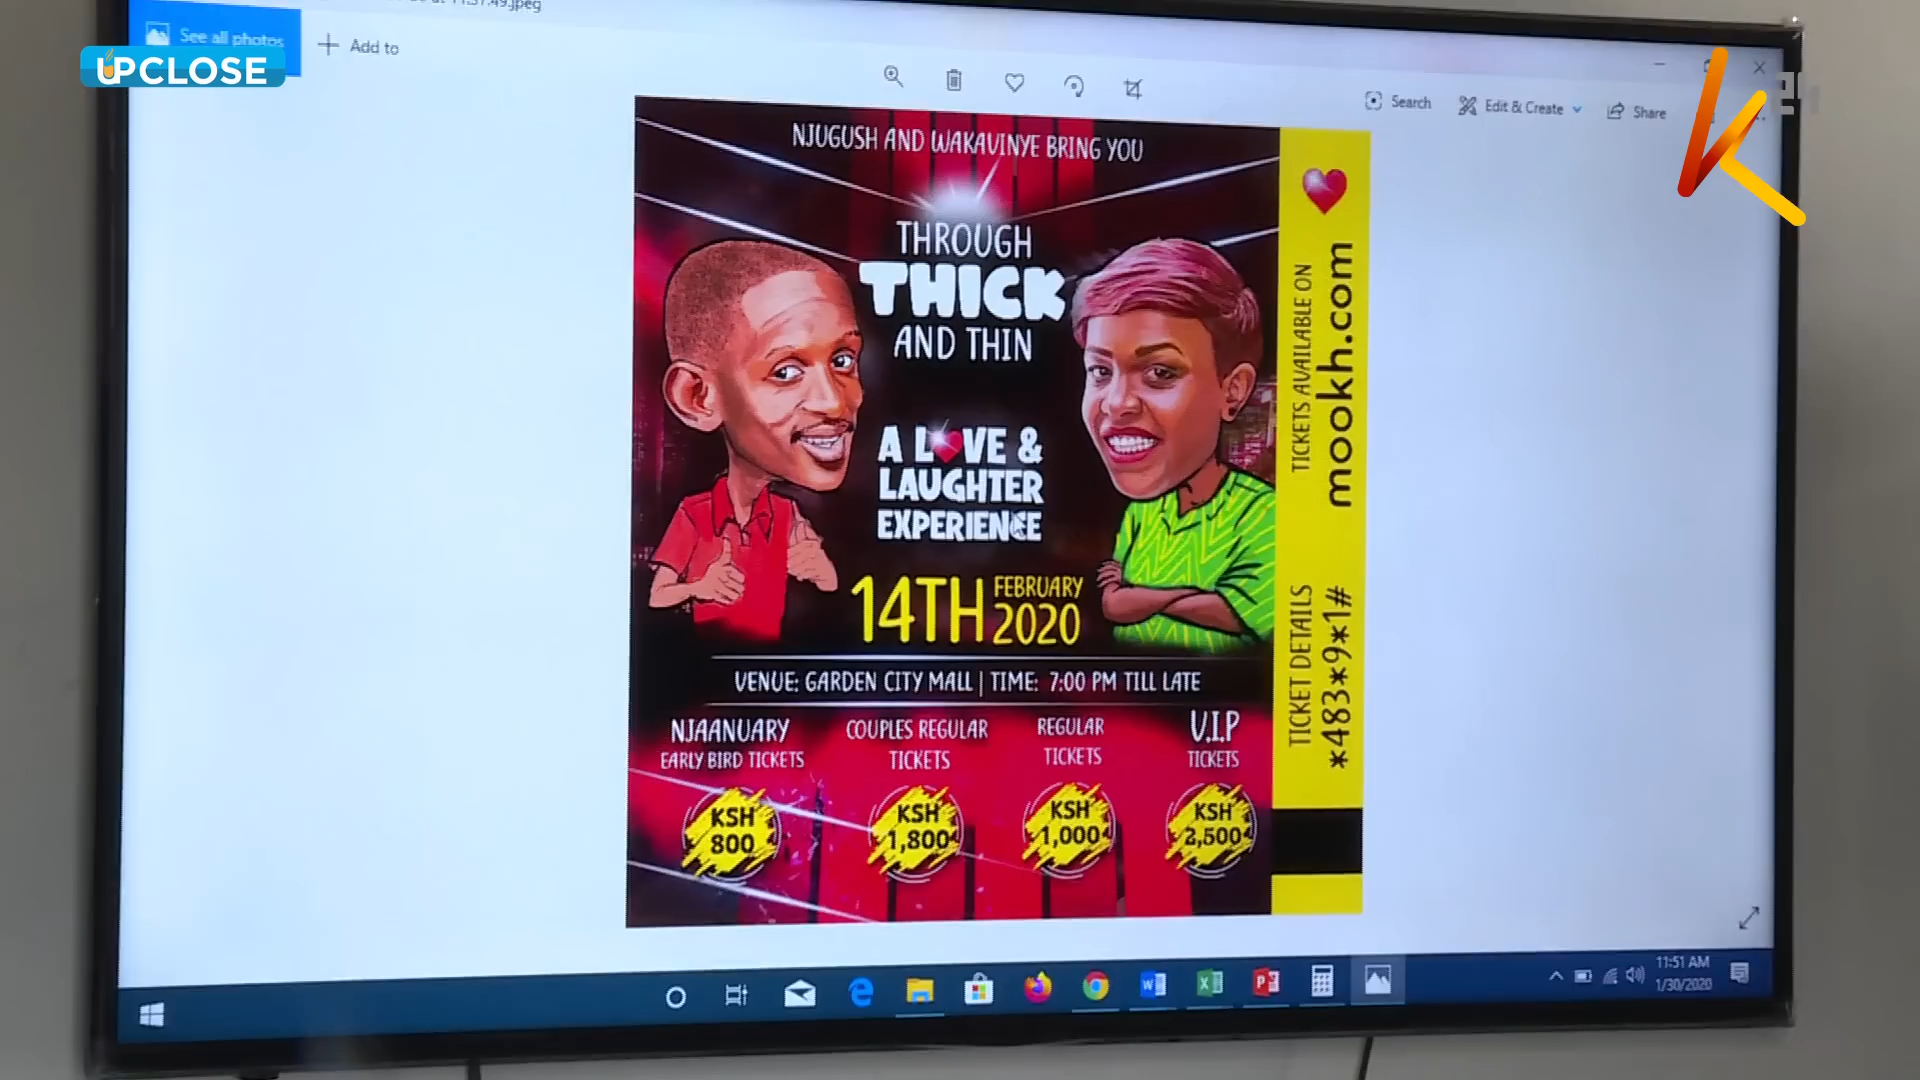 See all photos
Add to
UPCLOSE
Search
Edit & Create
Share
NJUGUSH AND WAKAVINYE BRING YOU
THROUGH
THICK
AND THIN
A LOVE &
LAUGHTER
EXPERIENCE
14TH FEBRUARY
2020
VENUE: GARDEN CITY MALL | TIME: 7:00 PM TILL LATE
NJAANUARY
EARLY BIRD TICKETS
KSH
800
COUPLES REGULAR
TICKETS
KSH
1,800
REGULAR
TICKETS
KSH
1,000
V.I.P
TICKETS
KSH
2,500
TICKETS AVAILABLE ON
mookh.com
TICKET DETAILS
*483*9*1#
11:51 AM
1/30/2020